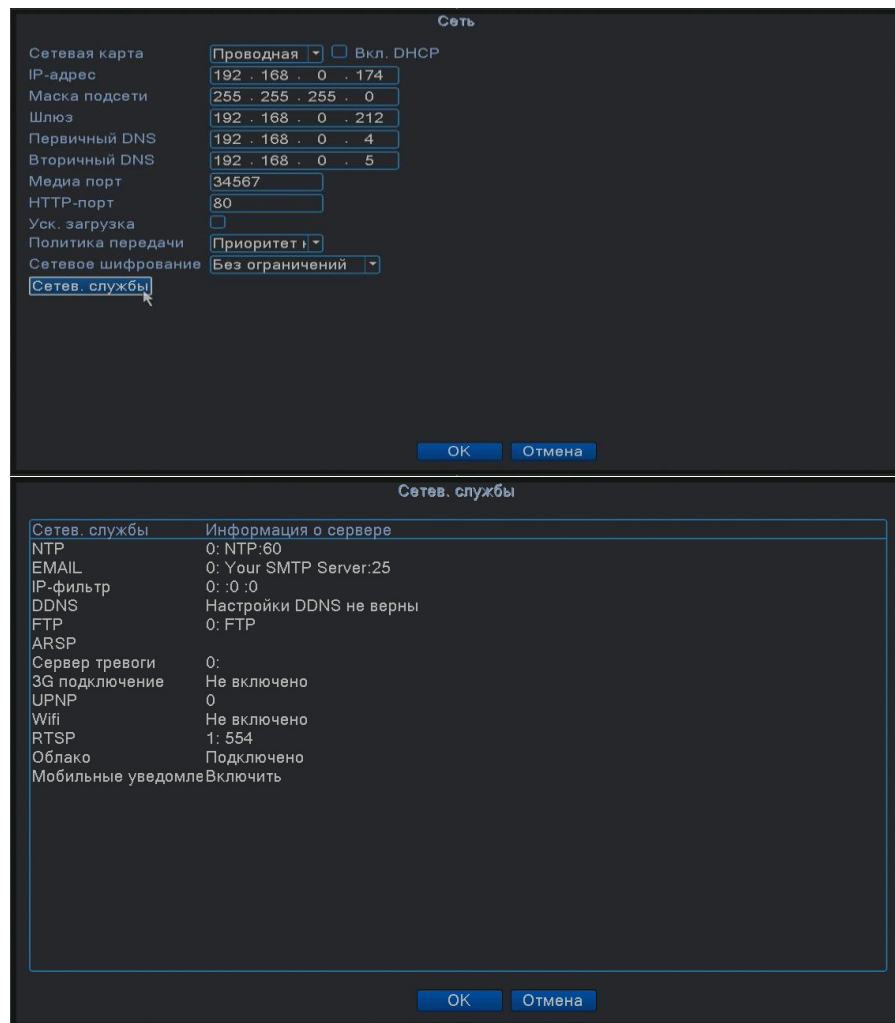 Сеть
Сетевая карта Проводная Вкл. DHCP
IP-адрес 192 . 168 . 0 . 174
Маска подсети 255 . 255 . 255 . 0
Шлюз 192 . 168 . 0 . 212
Первичный DNS 192 . 168 . 0 . 4
Вторичный DNS 192 . 168 . 0 . 5
Медиа порт 34567
HTTP-порт 80
Уск. загрузка
Политика передачи Приоритет
Сетевое шифрование Без ограничений
Сетев. службы
OK Отмена
Сетев. службы
Сетев. службы Информация о сервере
NTP 0: NTP:60
EMAIL 0: Your SMTP Server:25
IP-фильтр 0: :0 :0
DDNS Настройки DDNS не верны
FTP 0: FTP
ARSP
Сервер тревоги 0:
3G подключение Не включено
UPNP 0
Wifi Не включено
RTSP 1: 554
Облако Подключено
Мобильные уведомле Включить
OK Отмена